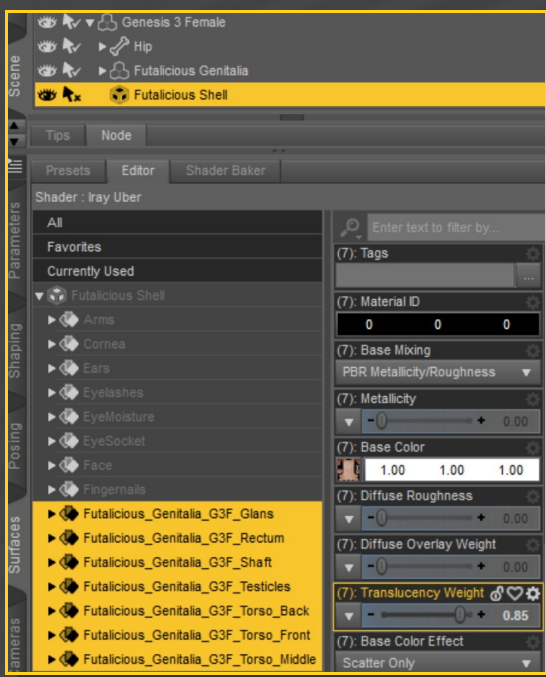 Genesis 3 Female
Hip
Futalicious Genitalia
Futalicious Shell
Scene
Tips
Node
Presets
Editor
Shader Baker
Shader : Iray Uber
Parameters
Shaping
Posing
Surfaces
ameras
All
Favorites
Currently Used
Futalicious Shell
Arms
Cornea
Ears
Eyelashes
EyeMoisture
EyeSocket
Face
Fingernails
Futalicious_Genitalia_G3F_Glans
Futalicious_Genitalia_G3F_Rectum
Futalicious_Genitalia_G3F_Shaft
Futalicious_Genitalia_G3F_Testicles
Futalicious_Genitalia_G3F_Torso_Back
Futalicious_Genitalia_G3F_Torso_Front
Futalicious_Genitalia_G3F_Torso_Middle
Enter text to filter by...
(7): Tags
...
(7): Material ID
0 0 0
(7): Base Mixing
PBR Metallicity/Roughness
(7): Metallicity
- + 0.00
(7): Base Color
1.00 1.00 1.00
(7): Diffuse Roughness
- + 0.00
(7): Diffuse Overlay Weight
- + 0.00
(7): Translucency Weight
- + 0.85
(7): Base Color Effect
Scatter Only